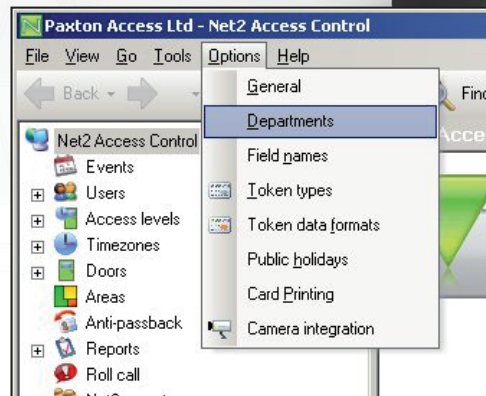 Paxton Access Ltd - Net2 Access Control
File View Go Tools Options Help
Back
Find
General
Departments
Field names
Token types
Token data formats
Public holidays
Card Printing
Camera integration
Net2 Access Control
Events
Users
Access levels
Timezones
Doors
Areas
Anti-passback
Reports
Roll call